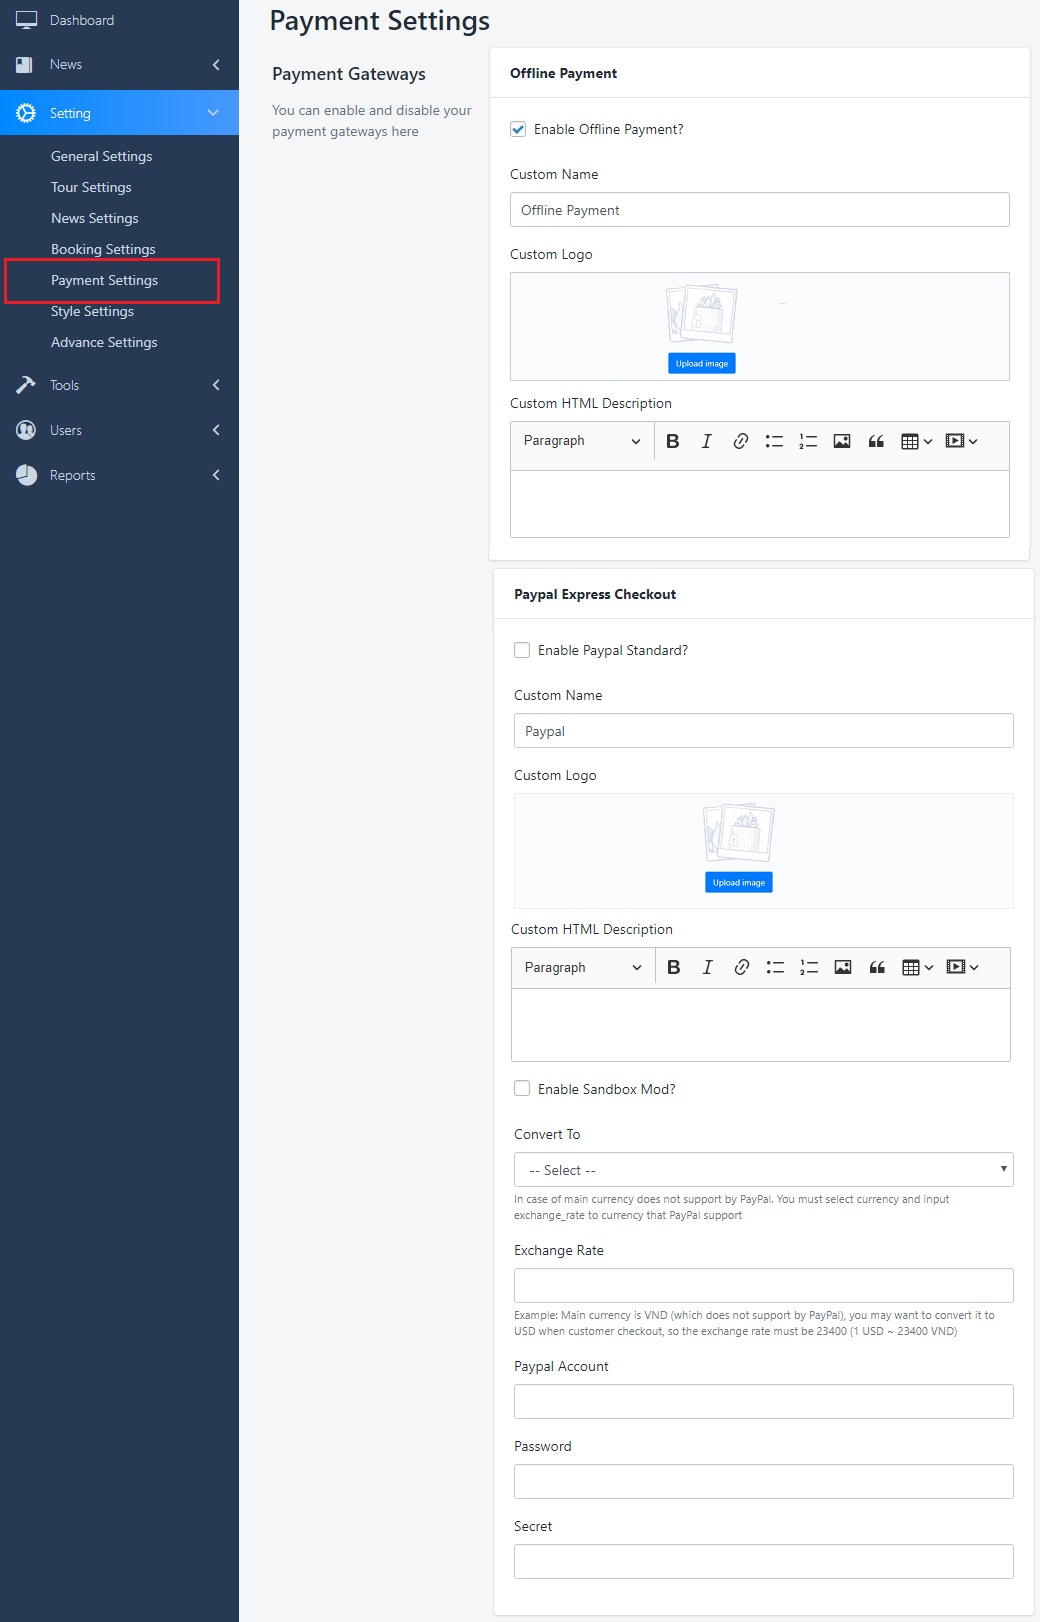 Dashboard
News
Setting
General Settings
Tour Settings
News Settings
Booking Settings
Payment Settings
Style Settings
Advance Settings
Tools
Users
Reports
Payment Settings
Payment Gateways
You can enable and disable your
payment gateways here
Offline Payment
Enable Offline Payment?
Custom Name
Offline Payment
Custom Logo
Upload image
Custom HTML Description
Paragraph
Paypal Express Checkout
Enable Paypal Standard?
Custom Name
Paypal
Custom Logo
Upload image
Custom HTML Description
Paragraph
Enable Sandbox Mod?
Convert To
-- Select --
In case of main currency does not support by PayPal. You must select currency and input
exchange_rate to currency that PayPal support
Exchange Rate
Example: Main currency is VND (which does not support by PayPal), you may want to convert it to
USD when customer checkout, so the exchange rate must be 23400 (1 USD ~ 23400 VND)
Paypal Account
Password
Secret